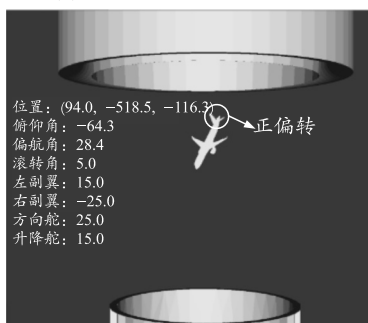 位置：(94.0, −518.5, −116.3)
俯仰角：−64.3
正偏转
偏航角：28.4
滚转角：5.0
左副翼：15.0
右副翼：−25.0
方向舵：25.0
升降舵：15.0